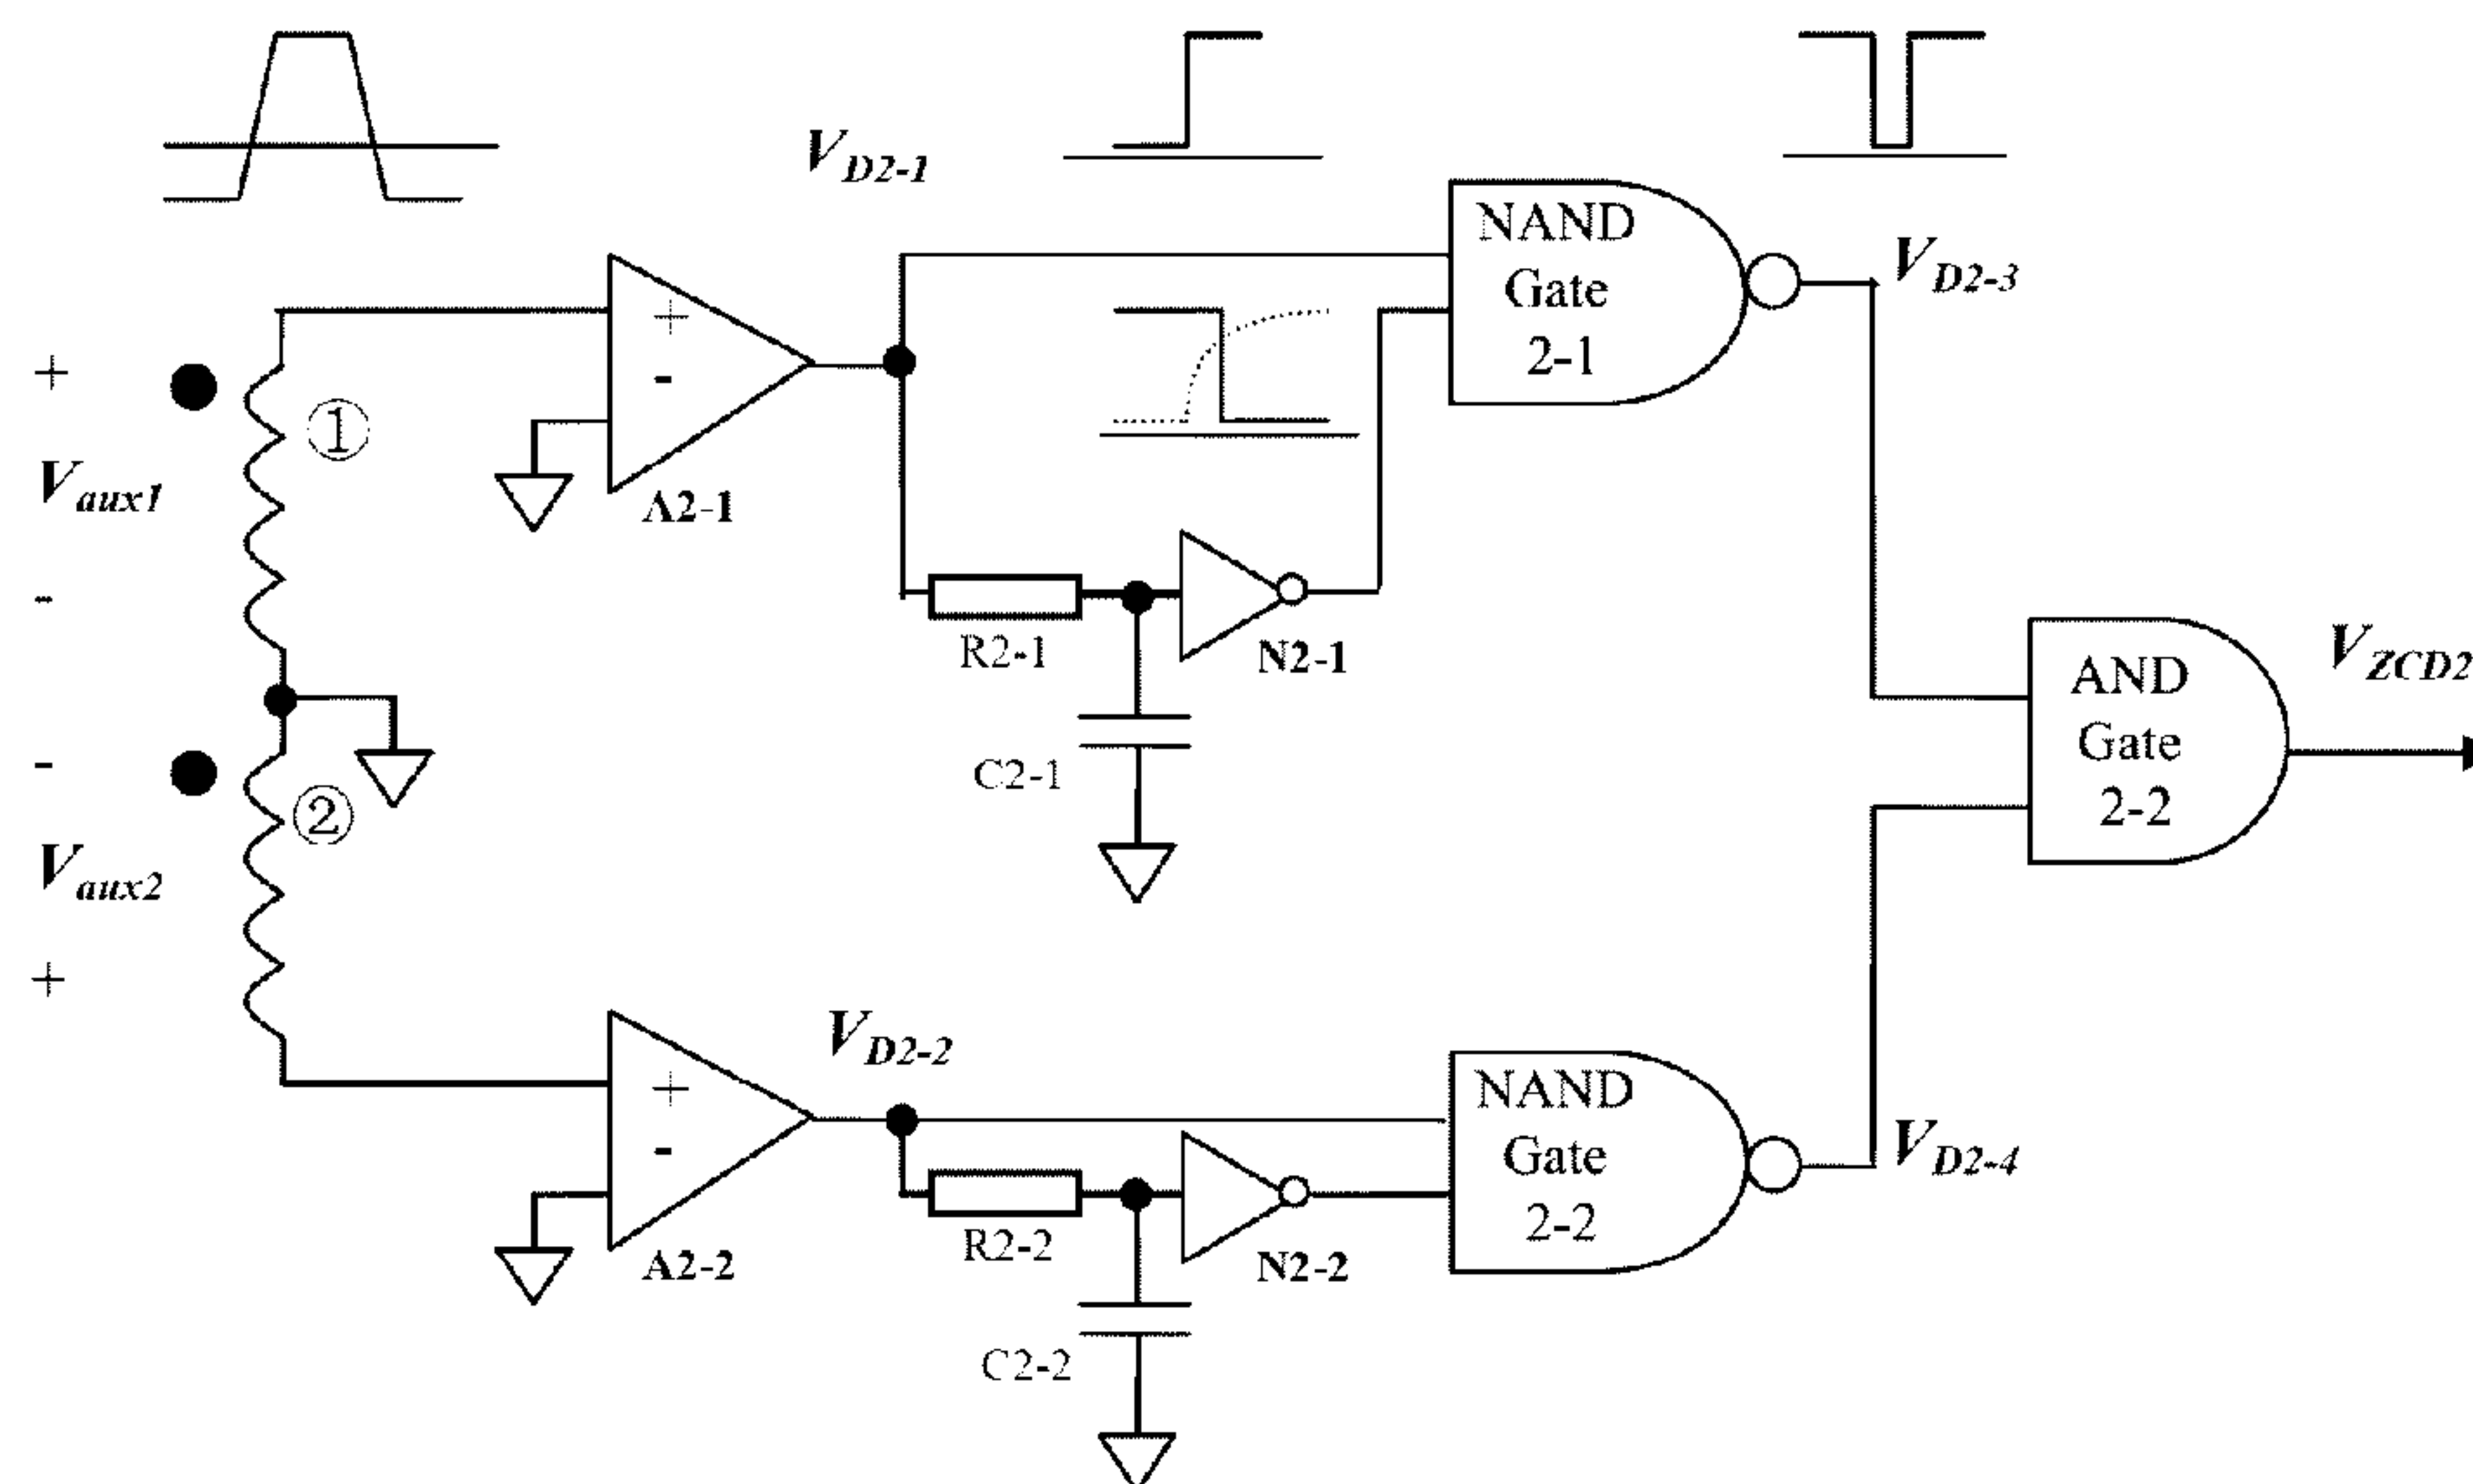 V_D2-1
NAND
Gate
2-1
V_D2-3
+
-
A2-1
+
V_aux1
-
①
R2-1
N2-1
C2-1
AND
Gate
2-2
V_ZCD2
-
V_aux2
+
②
+
-
A2-2
V_D2-2
R2-2
N2-2
C2-2
NAND
Gate
2-2
V_D2-4